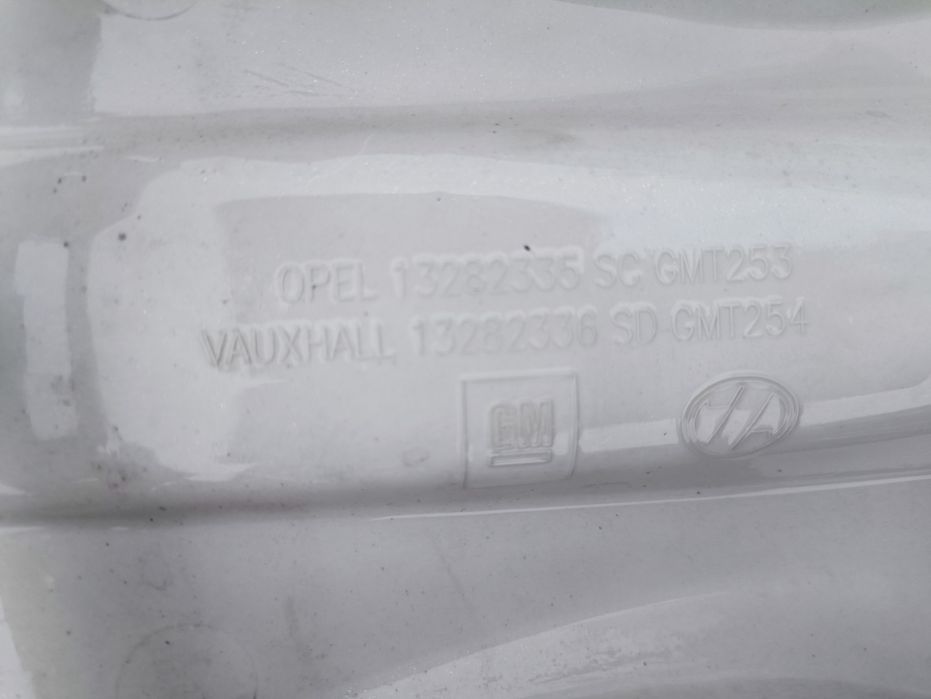 OPEL 13282335 SC GMT253
VAUXHALL 13282336 SD GMT254
GM